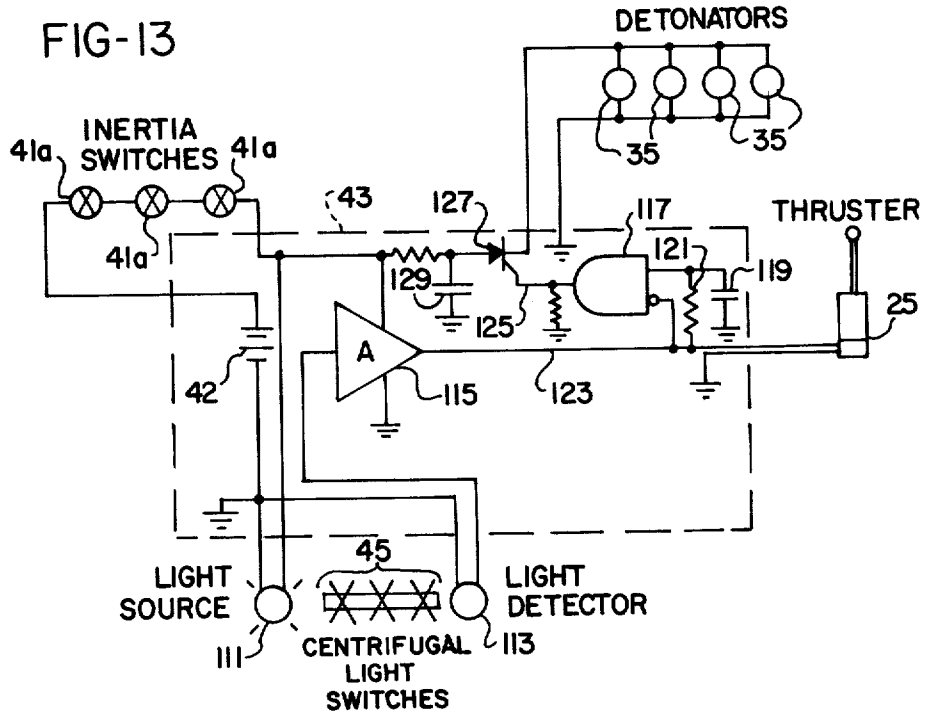 FIG-13
DETONATORS
INERTIA
SWITCHES
41a
41a
41a
43
35
35
35
127
117
THRUSTER
121
119
129
125
25
A
115
123
42
45
LIGHT
SOURCE
LIGHT
DETECTOR
111
113
CENTRIFUGAL
LIGHT
SWITCHES